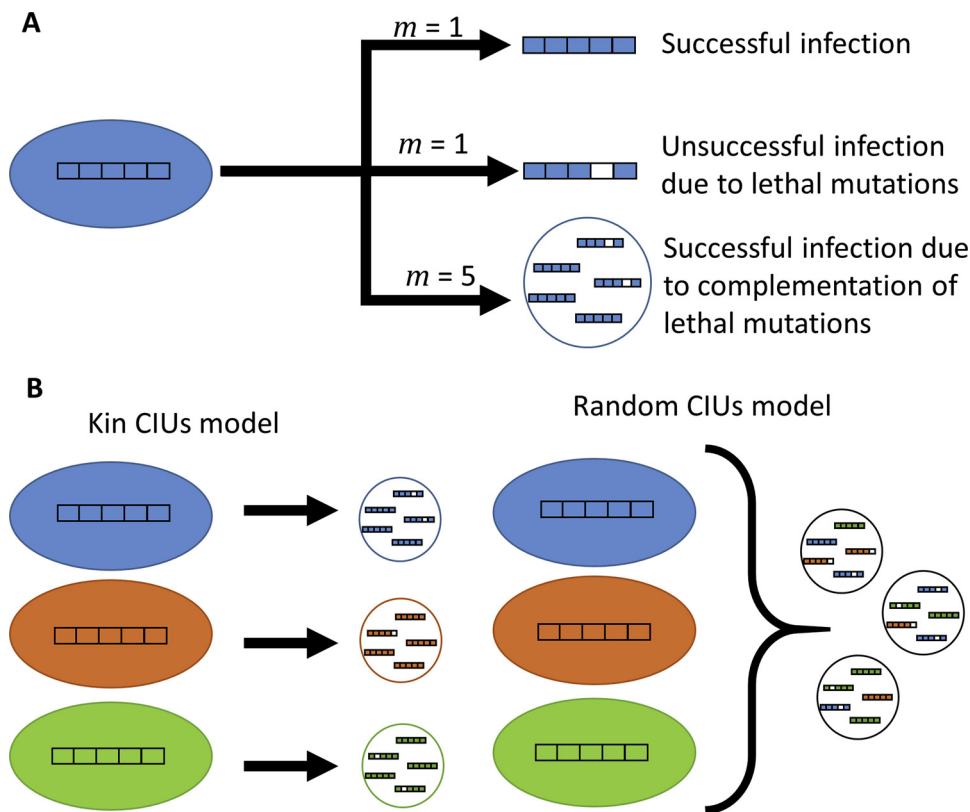 A
m = 1
Successful infection
m = 1
Unsuccessful infection
due to lethal mutations
m = 5
Successful infection due
to complementation of
lethal mutations
B
Kin CIUs model
Random CIUs model